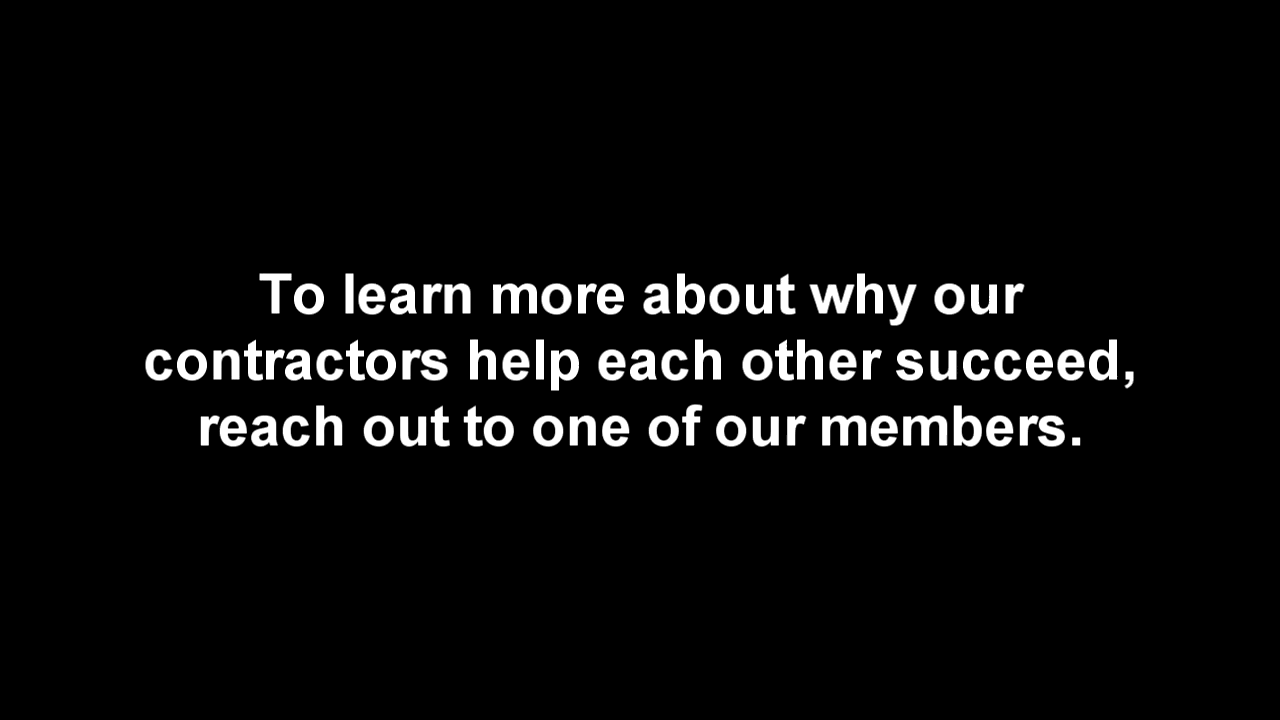 To learn more about why our
contractors help each other succeed,
reach out to one of our members.